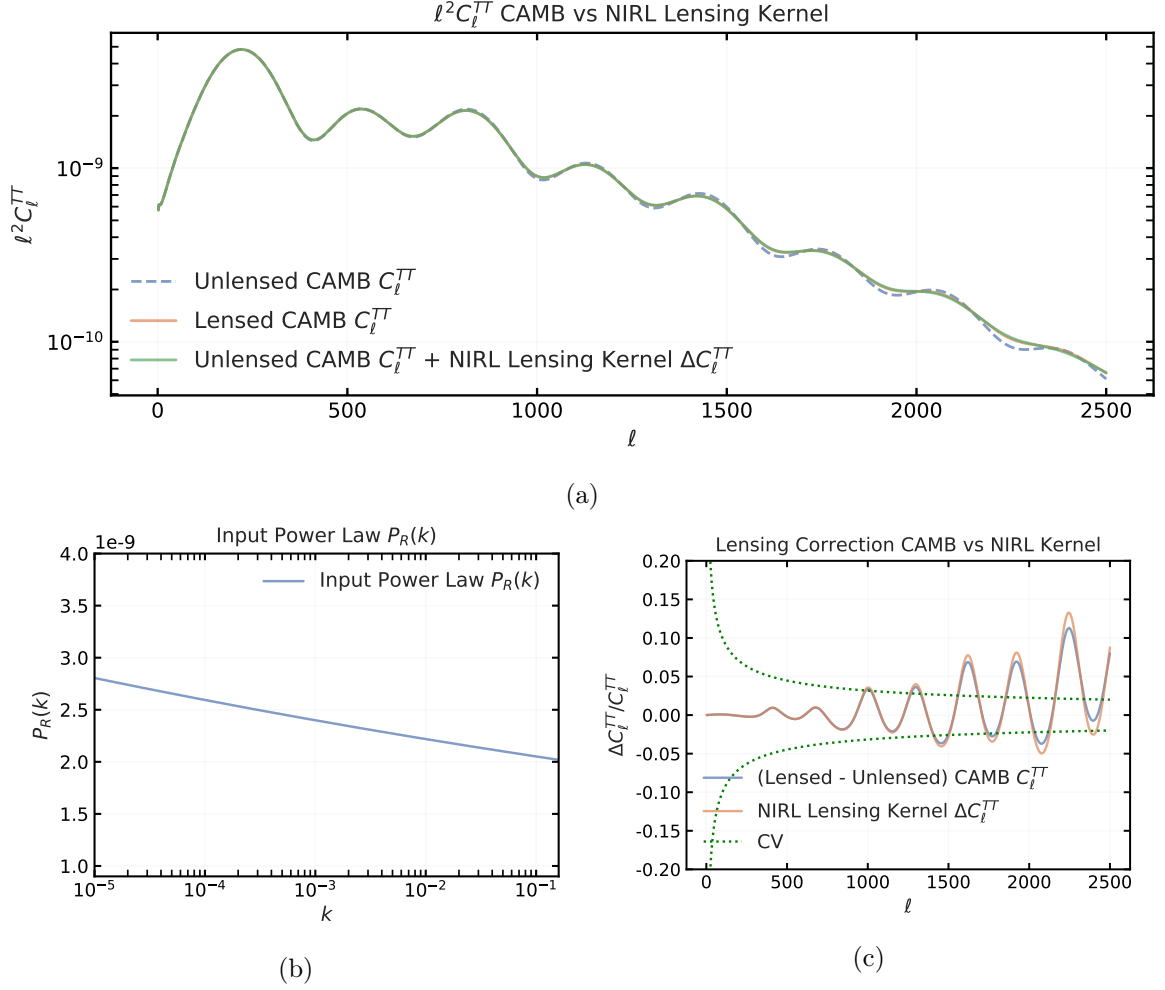 ℓ²C_ℓ^{TT} CAMB vs NIRL Lensing Kernel
10⁻⁹
10⁻¹⁰
ℓ²C_ℓ^{TT}
Unlensed CAMB C_ℓ^{TT}
Lensed CAMB C_ℓ^{TT}
Unlensed CAMB C_ℓ^{TT} + NIRL Lensing Kernel ΔC_ℓ^{TT}
0 500 1000 1500 2000 2500
ℓ
(a)
Input Power Law P_R(k)
1e-9
4.0
3.5
3.0
2.5
2.0
1.5
1.0
P_R(k)
Input Power Law P_R(k)
10⁻⁵ 10⁻⁴ 10⁻³ 10⁻² 10⁻¹
k
(b)
Lensing Correction CAMB vs NIRL Kernel
0.20
0.15
0.10
0.05
0.00
-0.05
-0.10
-0.15
-0.20
ΔC_ℓ^{TT}/C_ℓ^{TT}
(Lensed - Unlensed) CAMB C_ℓ^{TT}
NIRL Lensing Kernel ΔC_ℓ^{TT}
CV
0 500 1000 1500 2000 2500
ℓ
(c)